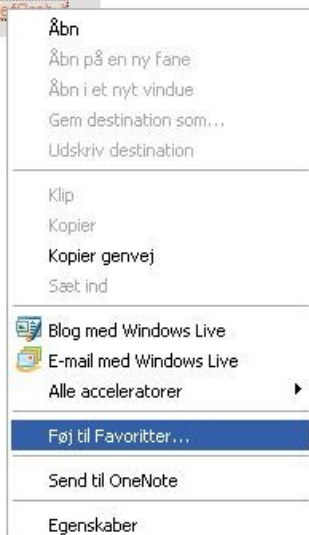 Åbn
Åbn på en ny fane
Åbn i et nyt vindue
Gem destination som...
Udskriv destination
Klip
Kopier
Kopier genvej
Sæt ind
Blog med Windows Live
E-mail med Windows Live
Alle acceleratorer
Føj til Favoritter...
Send til OneNote
Egenskaber